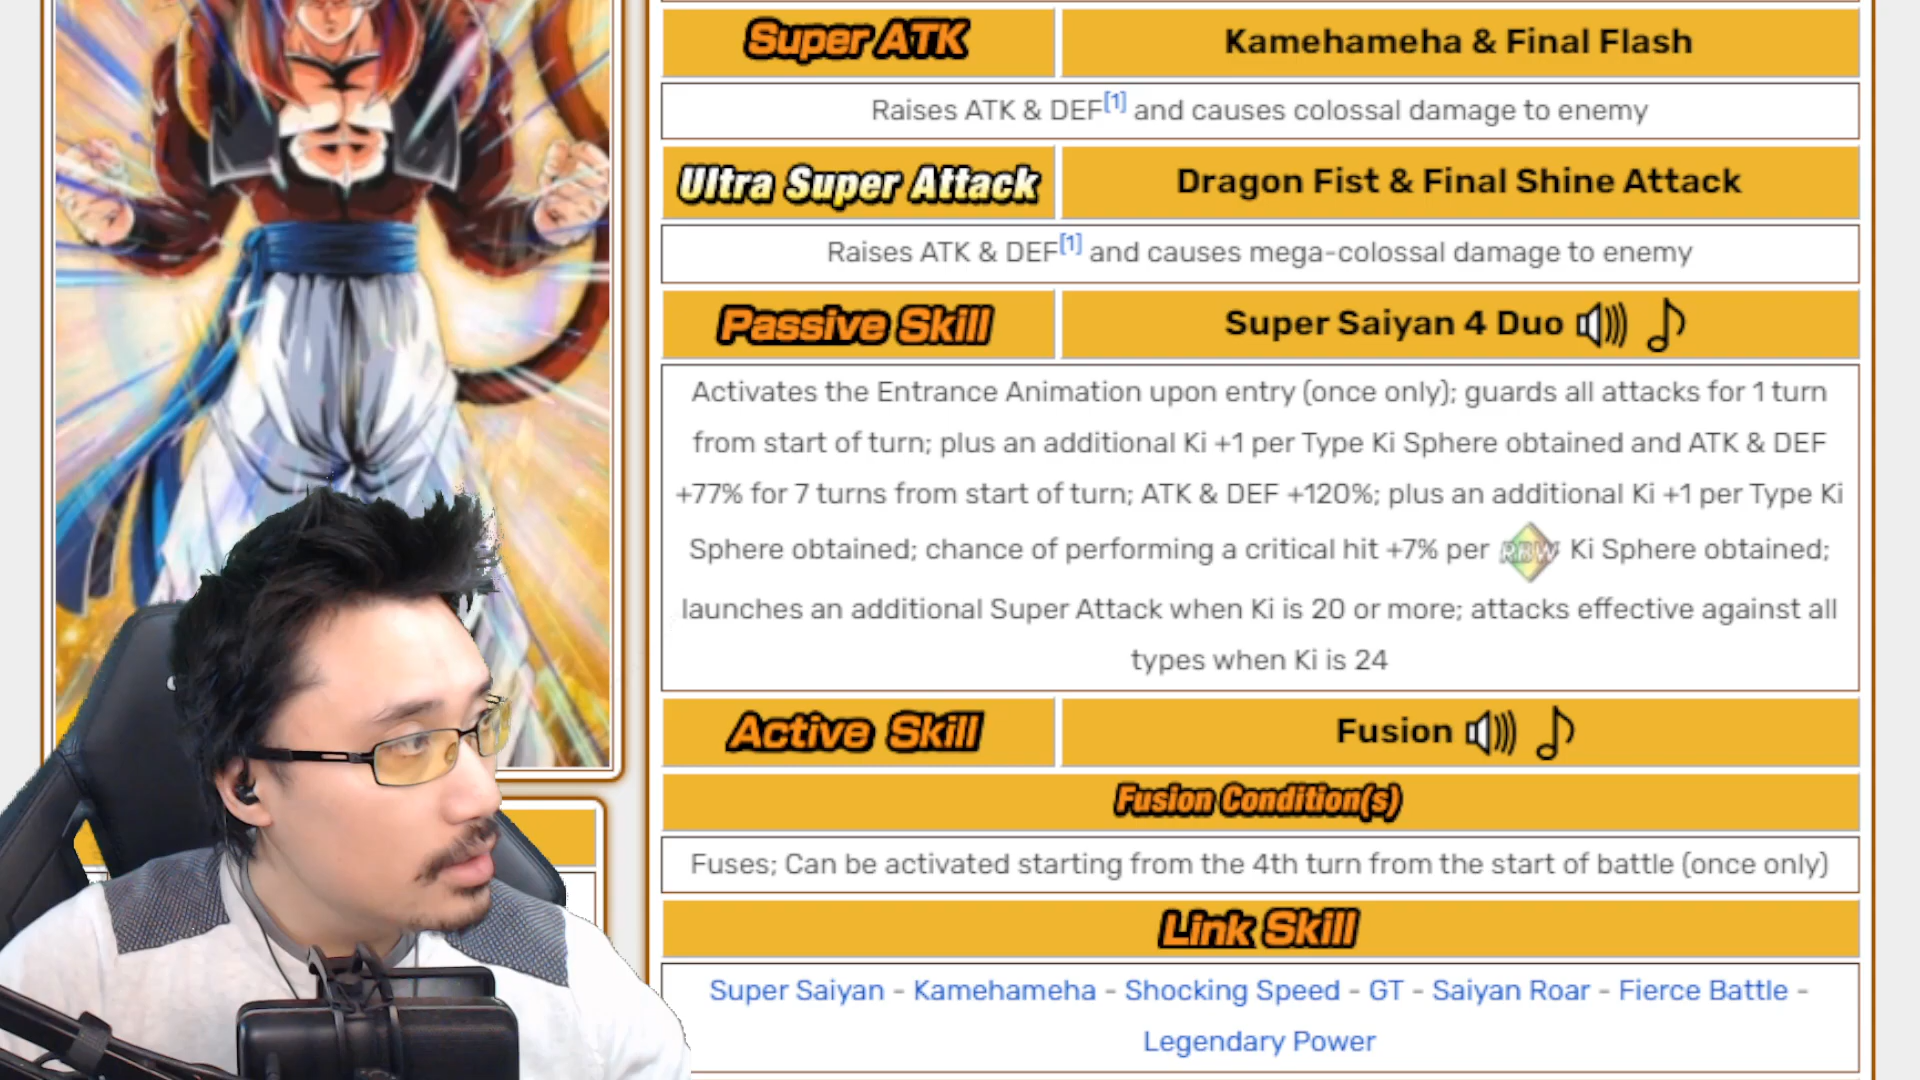 Super ATK
Kamehameha & Final Flash
Raises ATK & DEF[1] and causes colossal damage to enemy
Ultra Super Attack
Dragon Fist & Final Shine Attack
Raises ATK & DEF[1] and causes mega-colossal damage to enemy
Passive Skill
Super Saiyan 4 Duo
Activates the Entrance Animation upon entry (once only); guards all attacks for 1 turn
from start of turn; plus an additional Ki +1 per Type Ki Sphere obtained and ATK & DEF
+77% for 7 turns from start of turn; ATK & DEF +120%; plus an additional Ki +1 per Type Ki
Sphere obtained; chance of performing a critical hit +7% per RBW Ki Sphere obtained;
launches an additional Super Attack when Ki is 20 or more; attacks effective against all
types when Ki is 24
Active Skill
Fusion
Fusion Condition(s)
Fuses; Can be activated starting from the 4th turn from the start of battle (once only)
Link Skill
Super Saiyan - Kamehameha - Shocking Speed - GT - Saiyan Roar - Fierce Battle -
Legendary Power